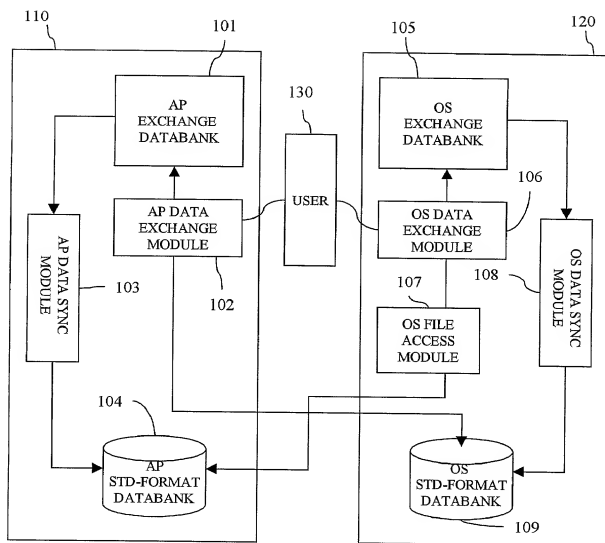 110
101
105
120
AP
EXCHANGE
DATABANK
130
OS
EXCHANGE
DATABANK
106
AP DATA
EXCHANGE
MODULE
USER
OS DATA
EXCHANGE
MODULE
AP DATA SYNC
MODULE
103
102
107
108
OS DATA SYNC
MODULE
OS FILE
ACCESS
MODULE
104
AP
STD-FORMAT
DATABANK
OS
STD-FORMAT
DATABANK
109